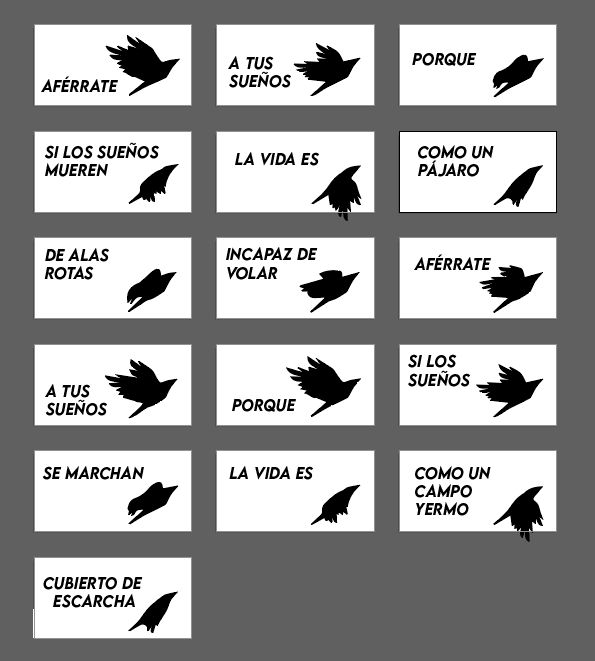 AFÉRRATE
A TUS
SUEÑOS
PORQUE
SI LOS SUEÑOS
MUEREN
LA VIDA ES
COMO UN
PÁJARO
DE ALAS
ROTAS
INCAPAZ DE
VOLAR
AFÉRRATE
A TUS
SUEÑOS
PORQUE
SI LOS
SUEÑOS
SE MARCHAN
LA VIDA ES
COMO UN
CAMPO
YERMO
CUBIERTO DE
ESCARCHA